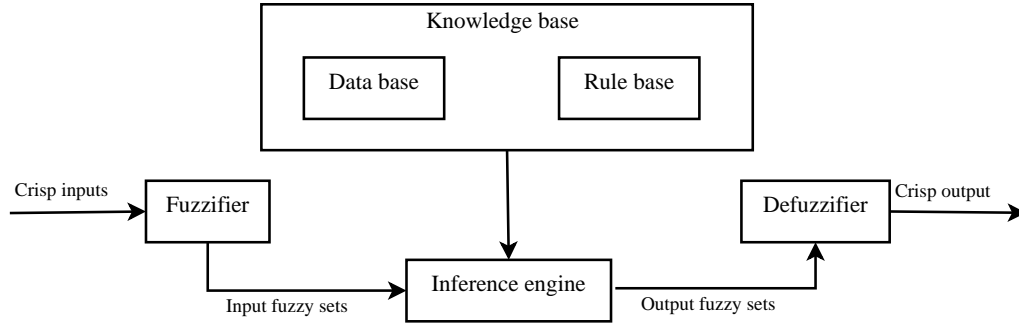 Knowledge base
Data base
Rule base
Crisp inputs
Fuzzifier
Defuzzifier
Crisp output
Inference engine
Input fuzzy sets
Output fuzzy sets